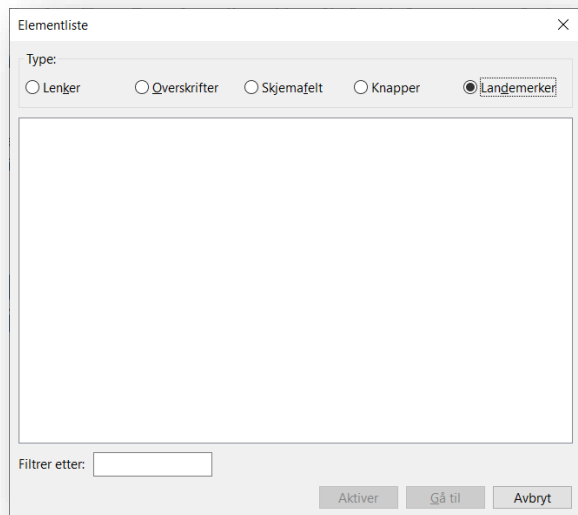 Elementliste
Type:
Lenker Overskrifter Skjemafelt Knapper Landemerker
Filtrer etter:
Aktiver Gå til Avbryt